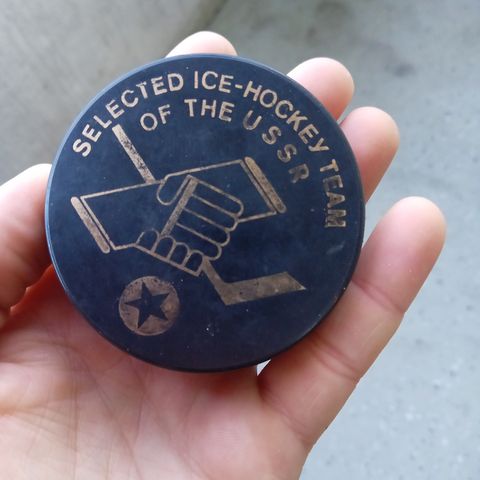 SELECTED ICE-HOCKEY TEAM
OF THE USSR